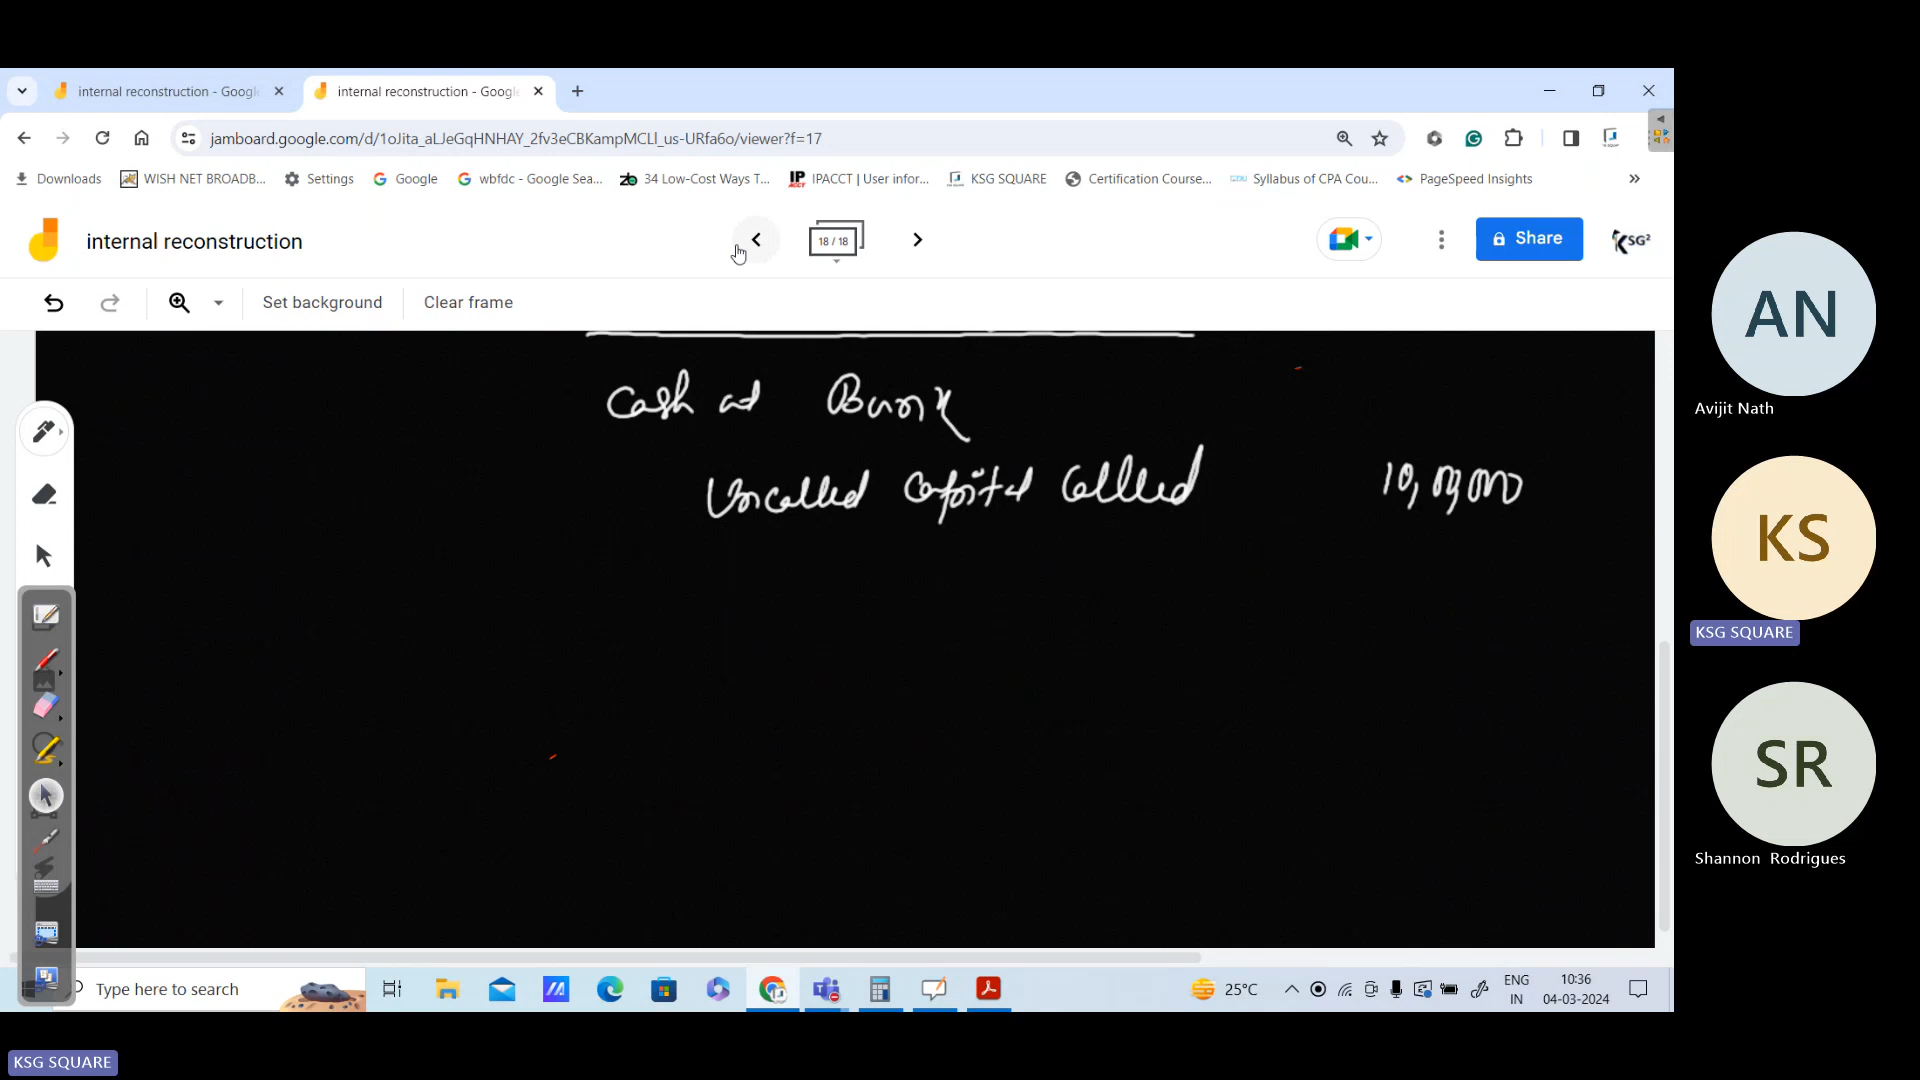 internal reconstruction - Googl
internal reconstruction - Google
jamboard.google.com/d/1oJita_aLJeGqHNHAY_2fv3eCBKampMCLl_us-URfa6o/viewer?f=17
Downloads WISH NET BROADB... Settings Google wbfdc - Google Sea... 34 Low-Cost Ways T... IPACCT | User infor... KSG SQUARE Certification Course... Syllabus of CPA Cou... PageSpeed Insights
internal reconstruction
18 / 18
Share
KSG²
Set background Clear frame
Cash at Bank
Uncalled Capital Called 10,00,000
AN
Avijit Nath
KS
KSG SQUARE
SR
Shannon Rodrigues
Type here to search
25°C
ENG
IN
10:36
04-03-2024
KSG SQUARE